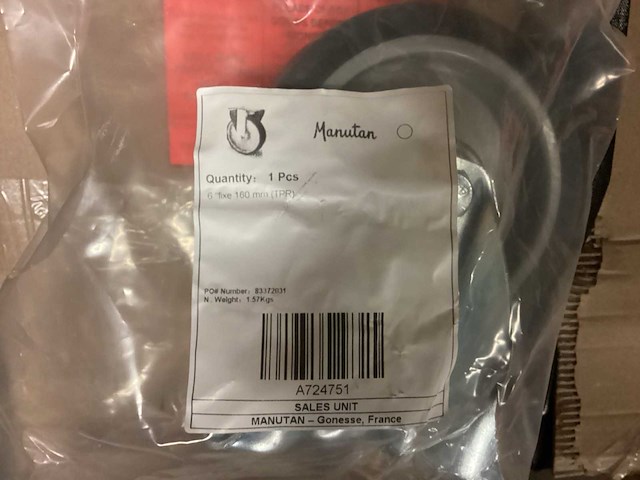 Manutan
Quantity: 1 Pcs
6" fixe 160 mm (TPR)
PO# Number: 83372031
N. Weight: 1.57Kgs
A724751
SALES UNIT
MANUTAN – Gonesse, France